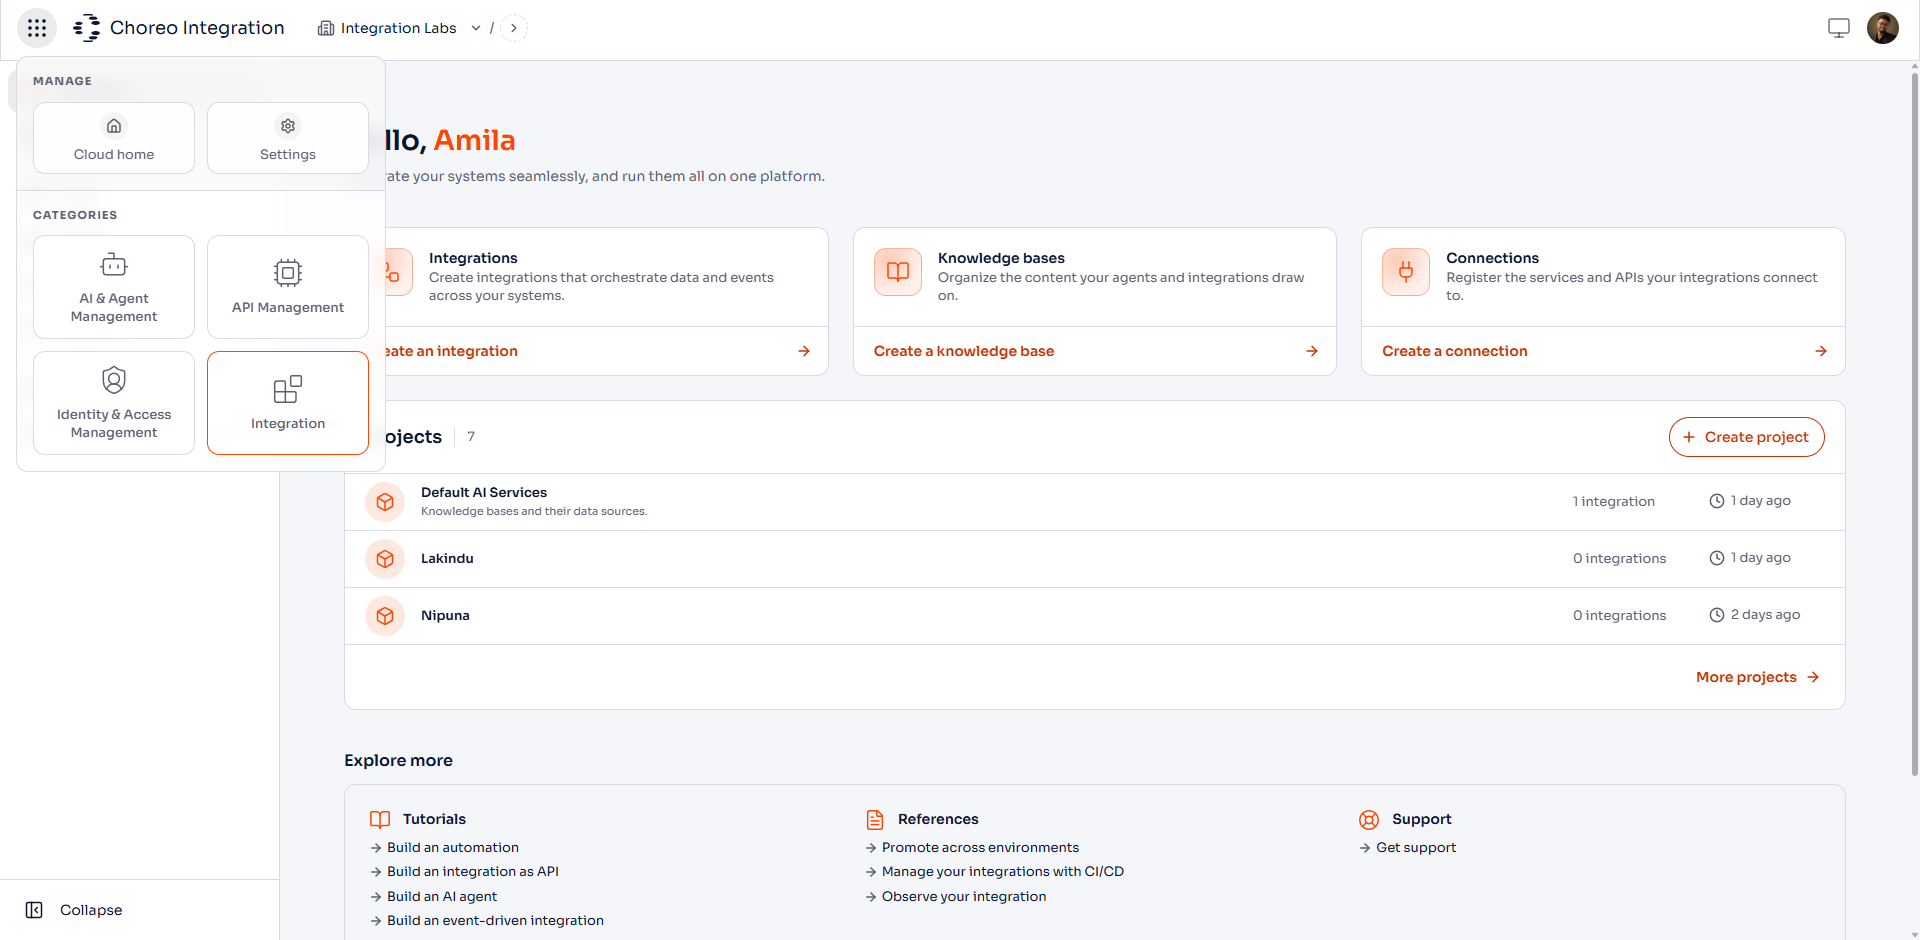 Choreo Integration
Integration Labs
/
MANAGE
Cloud home
Settings
CATEGORIES
AI & Agent
Management
API Management
Identity & Access
Management
Integration
llo, Amila
ate your systems seamlessly, and run them all on one platform.
Integrations
Create integrations that orchestrate data and events
across your systems.
eate an integration
Knowledge bases
Organize the content your agents and integrations draw
on.
Create a knowledge base
Connections
Register the services and APIs your integrations connect
to.
Create a connection
ojects
7
+ Create project
Default AI Services
Knowledge bases and their data sources.
1 integration
1 day ago
Lakindu
0 integrations
1 day ago
Nipuna
0 integrations
2 days ago
More projects
Explore more
Tutorials
Build an automation
Build an integration as API
Build an AI agent
Build an event-driven integration
References
Promote across environments
Manage your integrations with CI/CD
Observe your integration
Support
Get support
Collapse